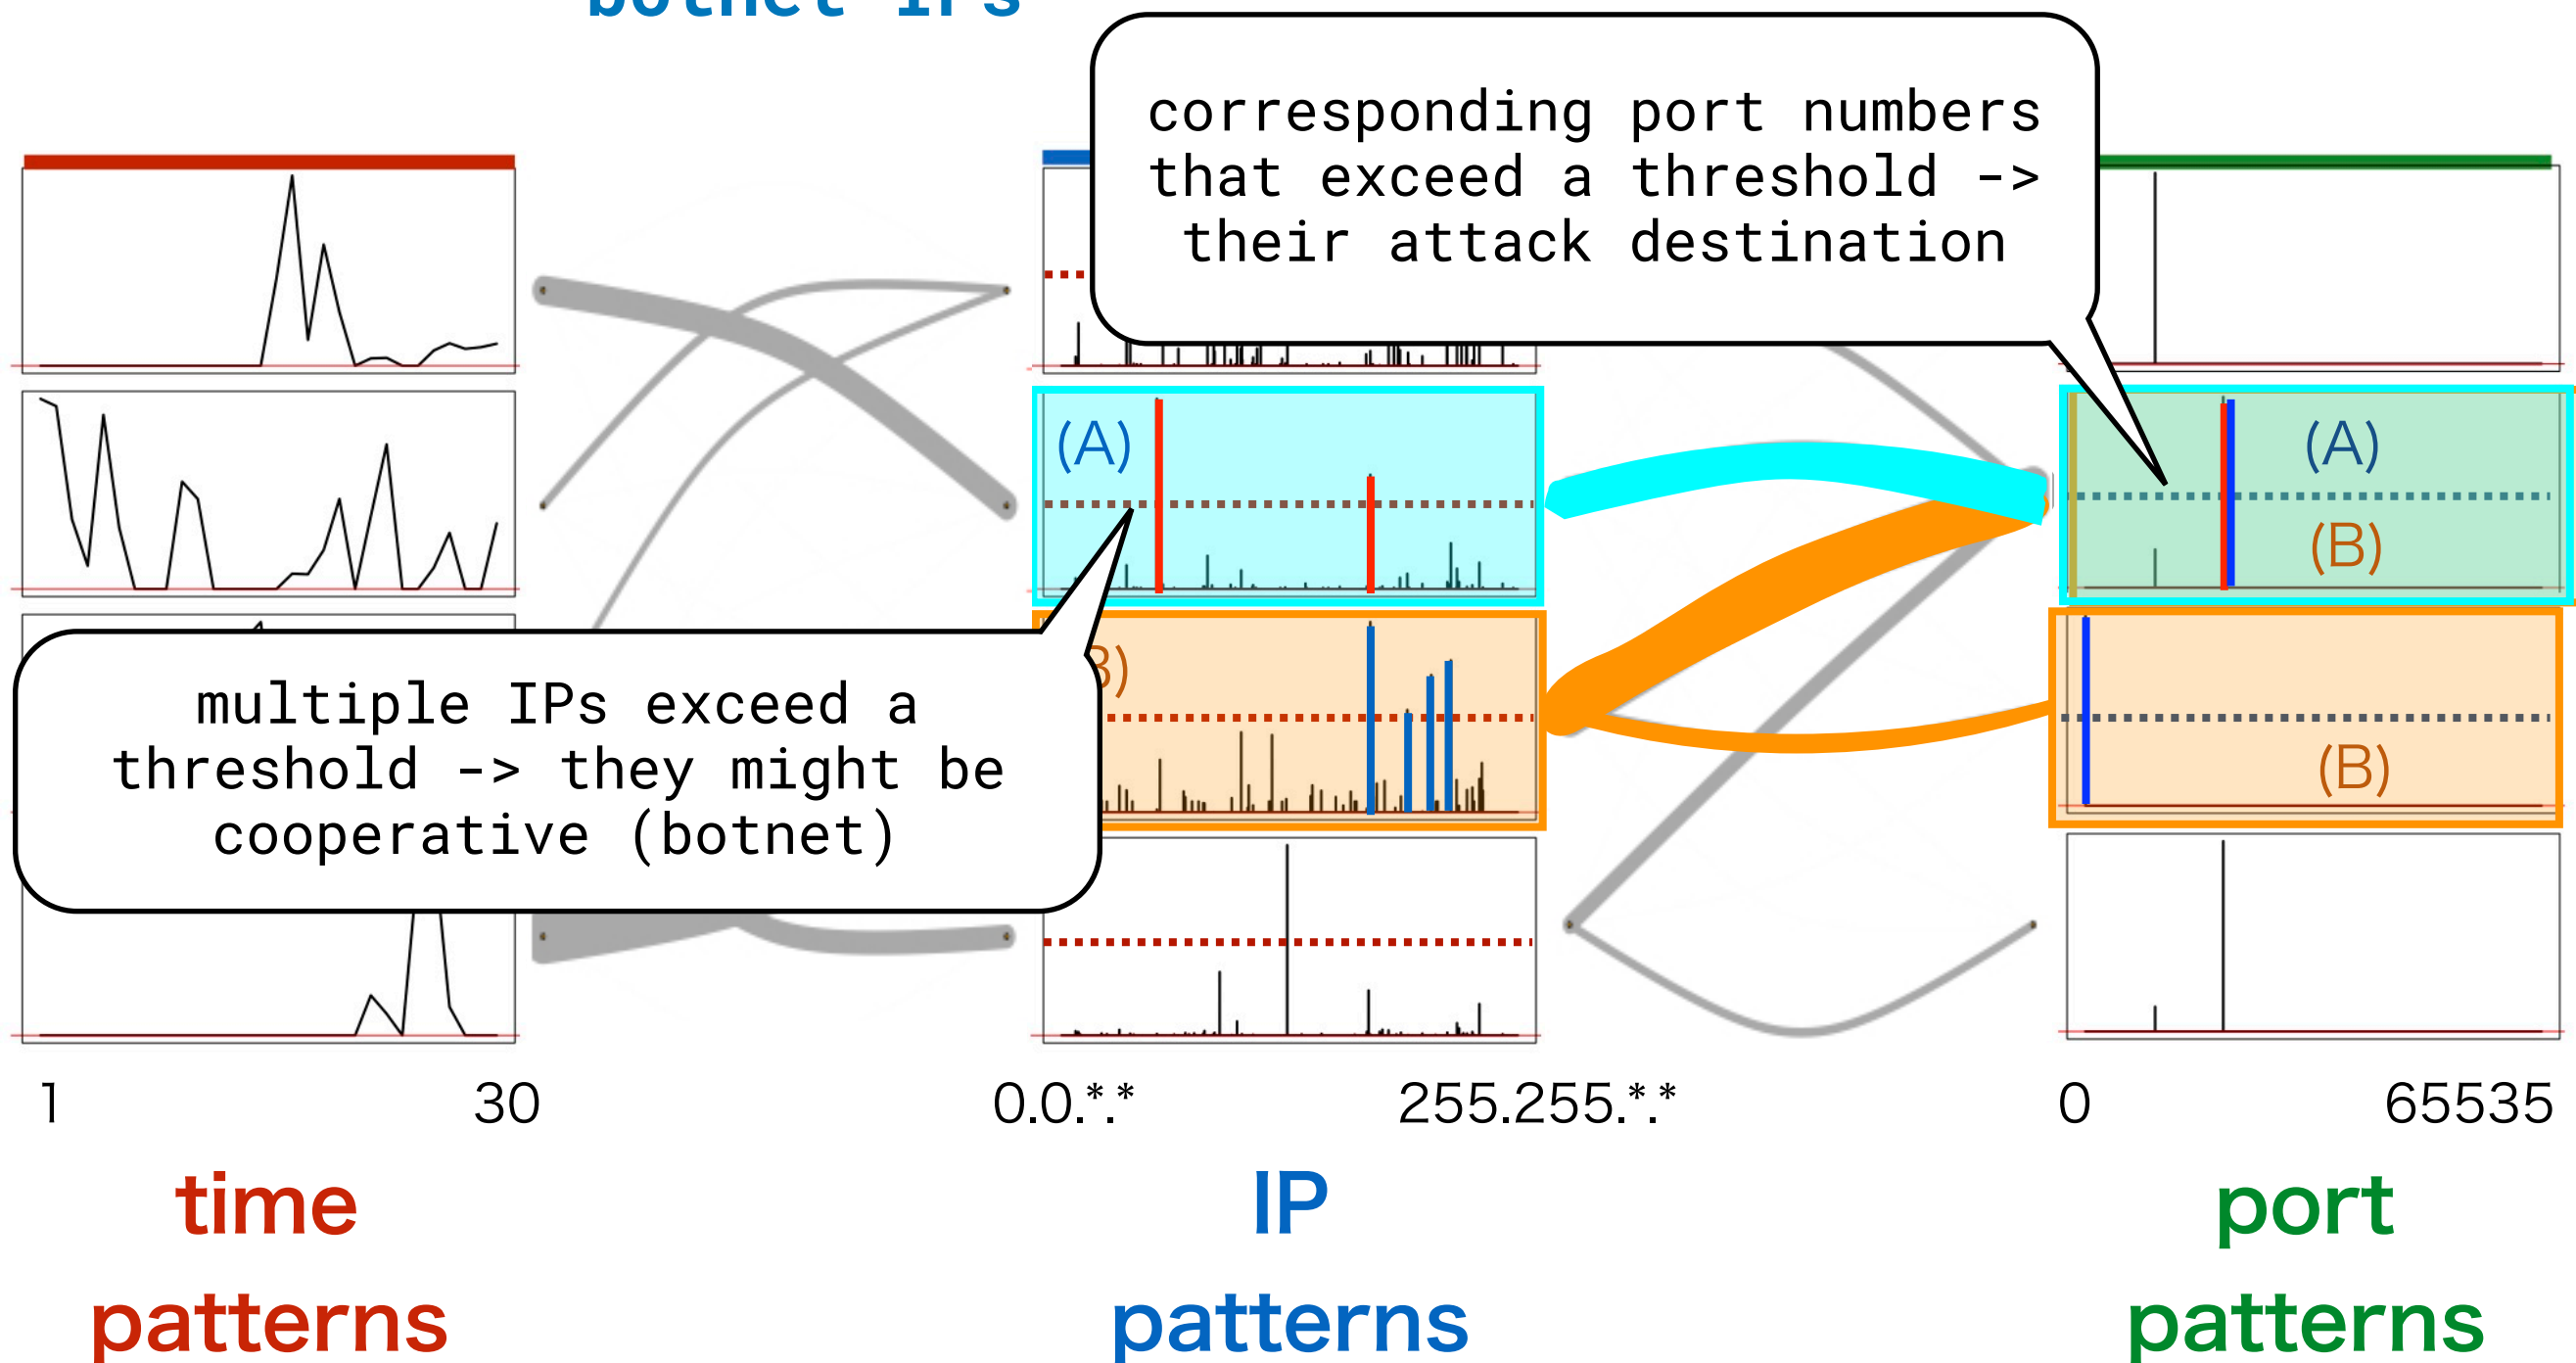 botnet IPs
corresponding port numbers
that exceed a threshold ->
their attack destination
(A)
(A)
(B)
multiple IPs exceed a
threshold -> they might be
cooperative (botnet)
B)
(B)
1
30
0.0.*.*
255.255.*.*
0
65535
time
patterns
IP
patterns
port
patterns